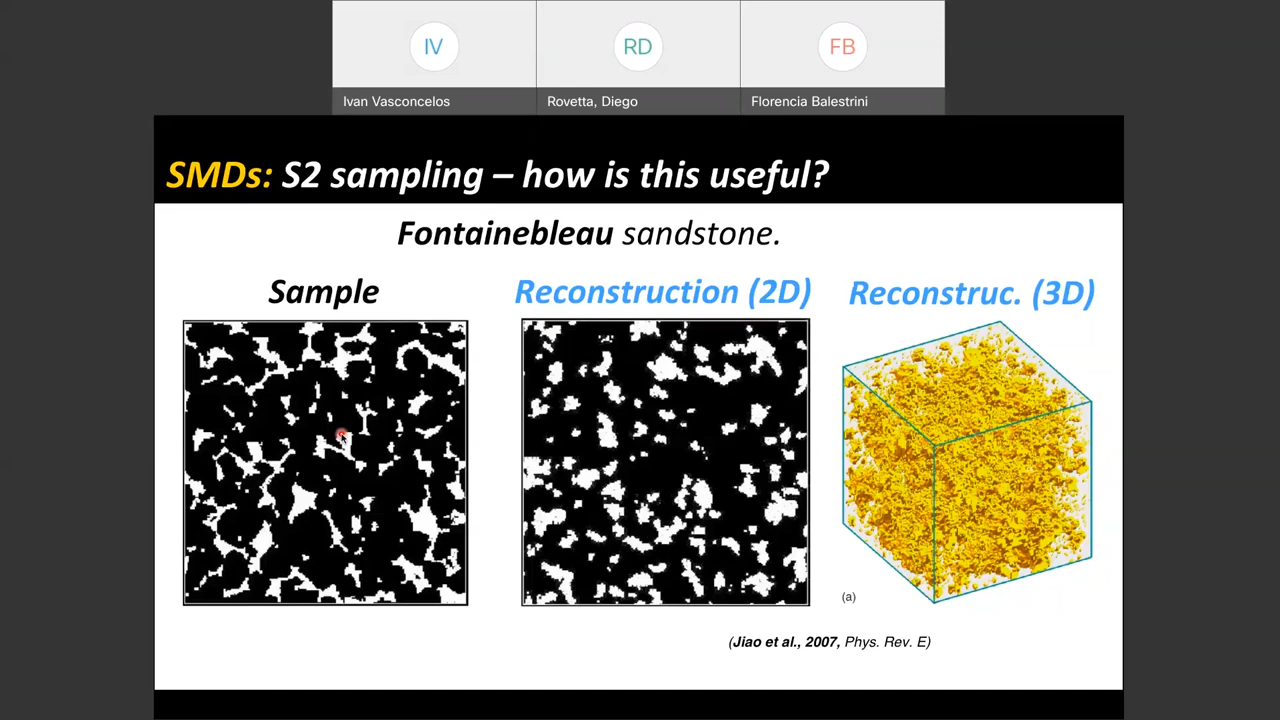 IV
RD
FB
Ivan Vasconcelos
Rovetta, Diego
Florencia Balestrini
SMDs: S2 sampling – how is this useful?
Fontainebleau sandstone.
Sample
Reconstruction (2D)
Reconstruc. (3D)
(a)
(Jiao et al., 2007, Phys. Rev. E)